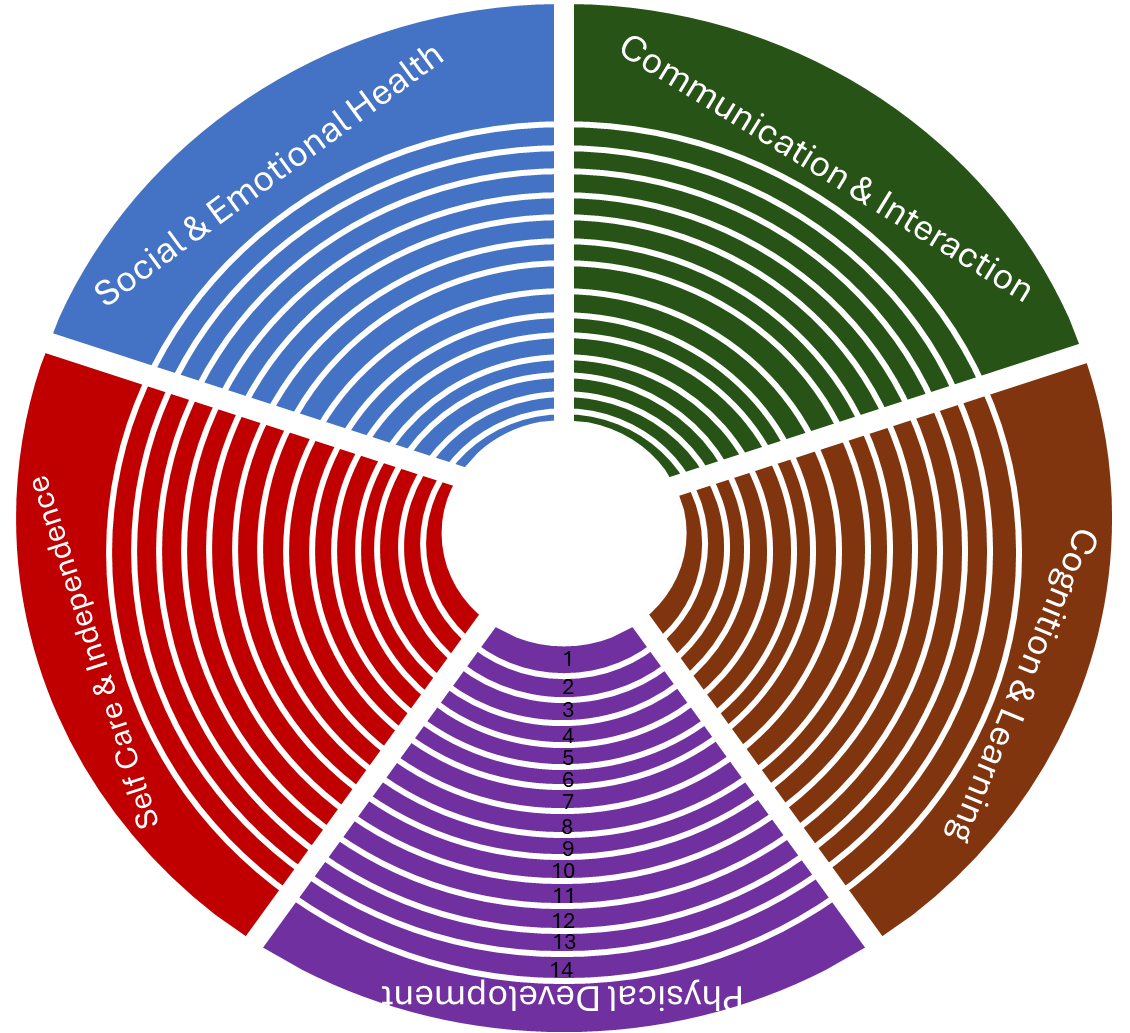 Social & Emotional Health
Communication & Interaction
Self Care & Independence
Cognition & Learning
1
2
3
4
5
6
7
8
9
10
11
12
13
14
Physical Development